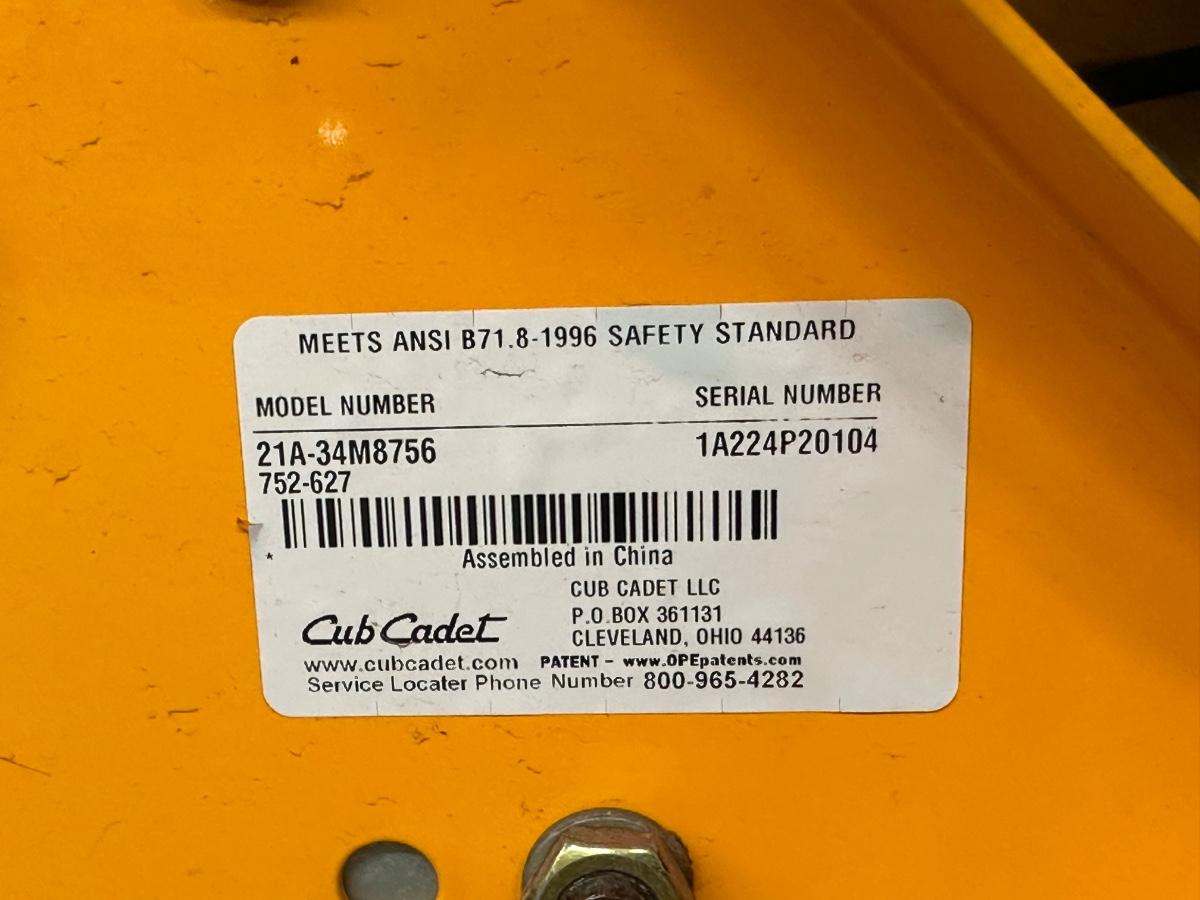 MEETS ANSI B71.8-1996 SAFETY STANDARD
MODEL NUMBER SERIAL NUMBER
21A-34M8756 1A224P20104
752-627
* Assembled in China
CUB CADET LLC
P.O.BOX 361131
Cub Cadet CLEVELAND, OHIO 44136
www.cubcadet.com PATENT - www.OPEpatents.com
Service Locater Phone Number 800-965-4282